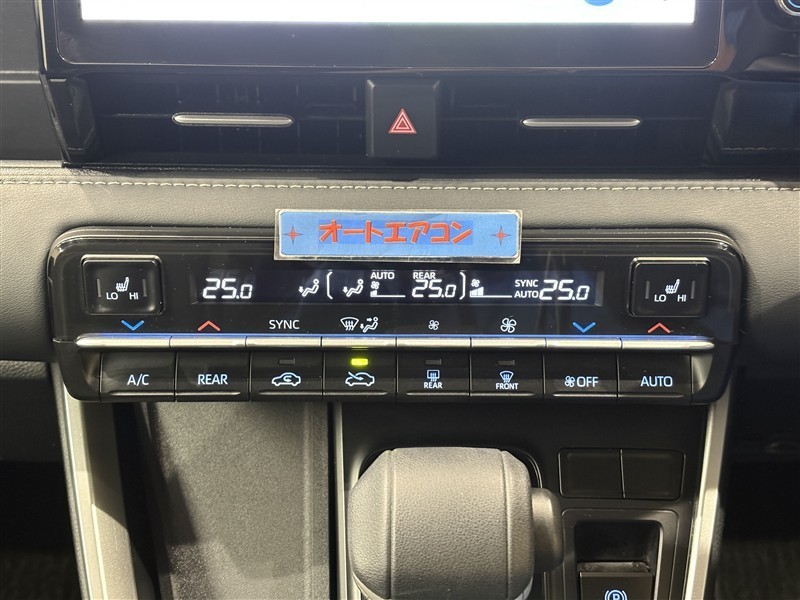 オートエアコン
LO HI
25.0
AUTO
REAR
25.0
SYNC
AUTO 25.0
LO HI
SYNC
A/C
REAR
REAR
FRONT
OFF
AUTO
P